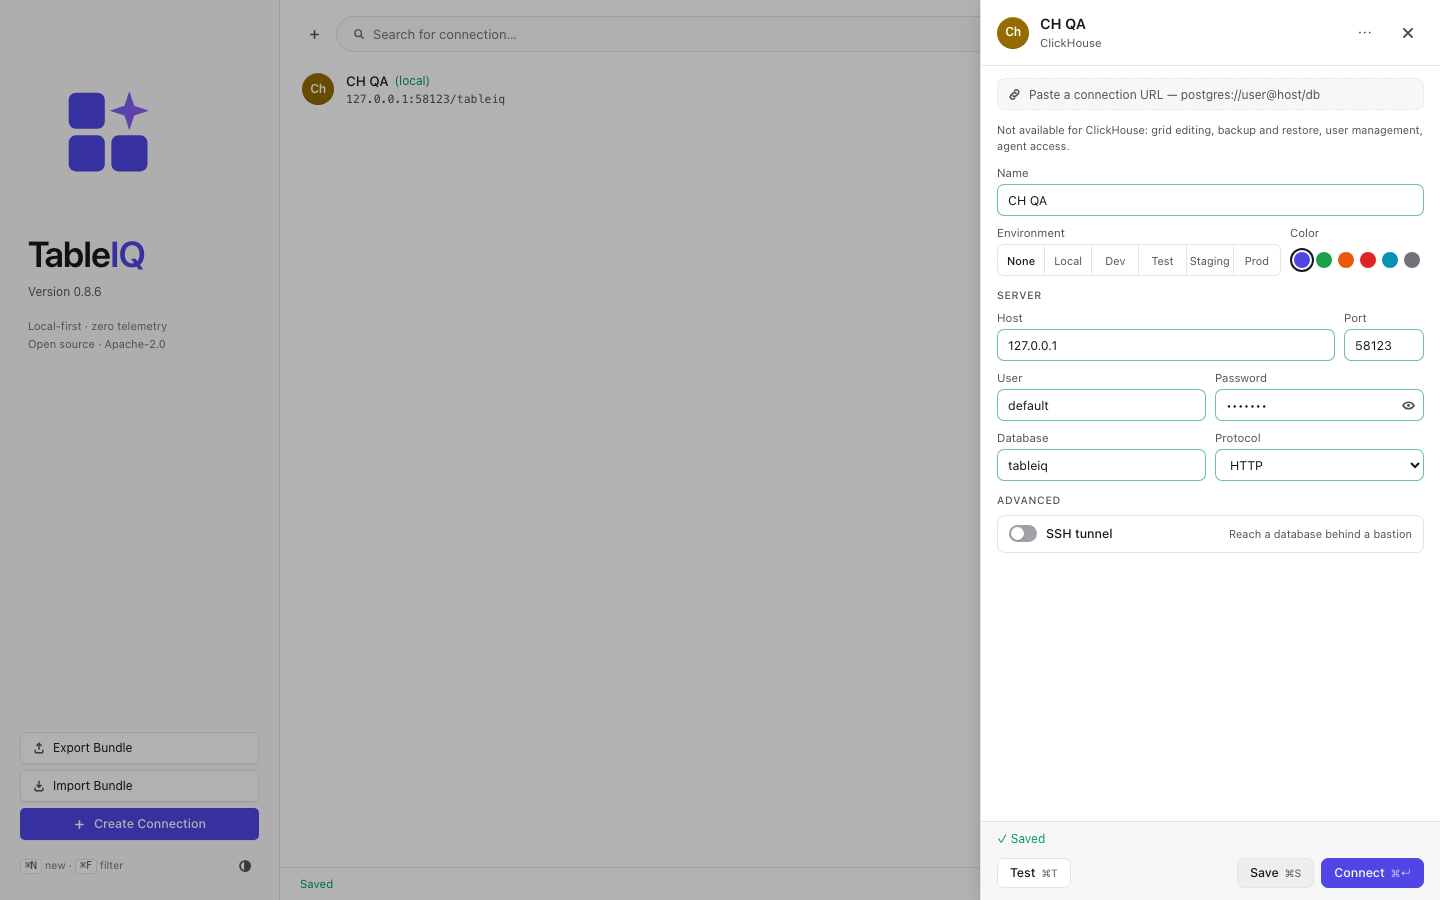 TableIQ
Version 0.8.6
Local-first · zero telemetry
Open source · Apache-2.0
Export Bundle
Import Bundle
+ Create Connection
⌘N new · ⌘F filter
+
Search for connection...
Ch
CH QA (local)
127.0.0.1:58123/tableiq
Saved
Ch
CH QA
ClickHouse
Paste a connection URL — postgres://user@host/db
Not available for ClickHouse: grid editing, backup and restore, user management,
agent access.
Name
CH QA
Environment
Color
None Local Dev Test Staging Prod
SERVER
Host
Port
127.0.0.1
58123
User
Password
default
•••••••
Database
Protocol
tableiq
HTTP
ADVANCED
SSH tunnel
Reach a database behind a bastion
✓ Saved
Test ⌘T
Save ⌘S
Connect ⌘↵